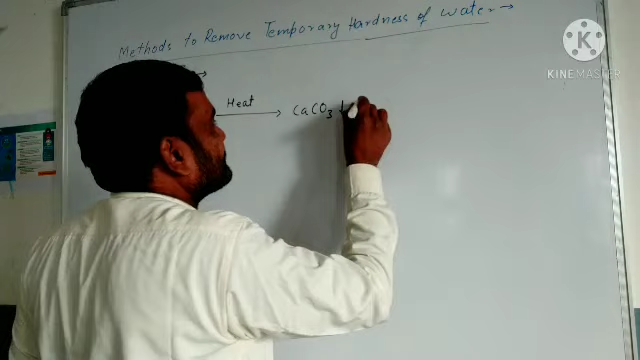 Methods to Remove Temporary Hardness of water →
Heat
CaCO3 ↓
KINEMASTER